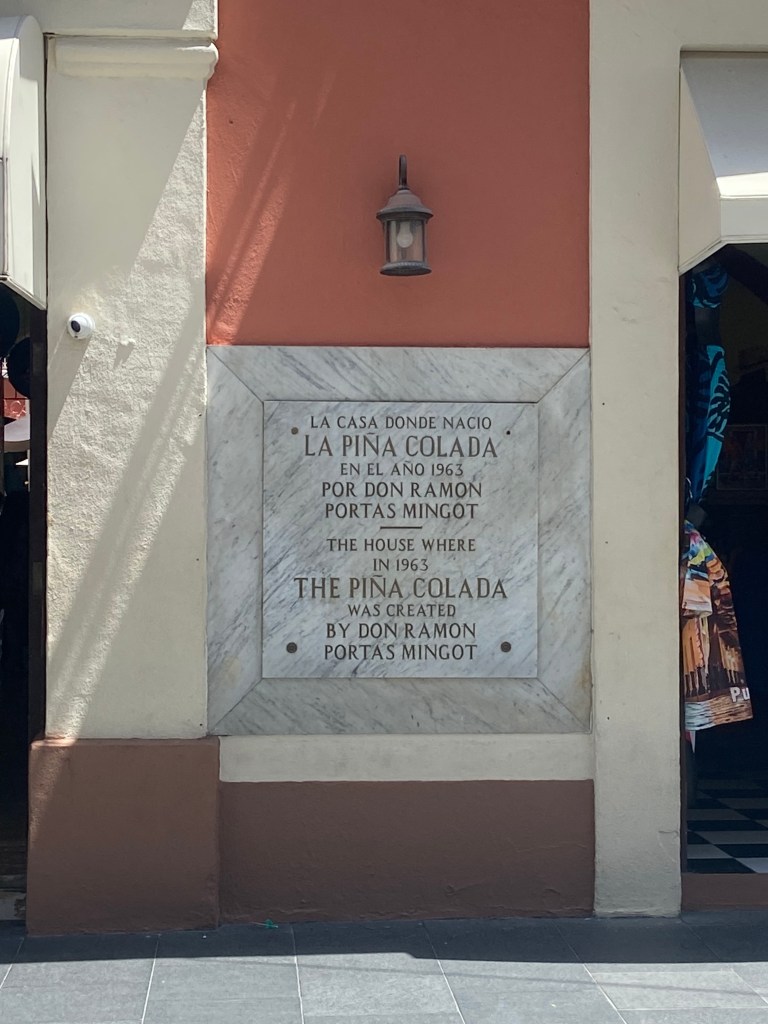 LA CASA DONDE NACIO
LA PIÑA COLADA
EN EL AÑO 1963
POR DON RAMON
PORTAS MINGOT
THE HOUSE WHERE
IN 1963
THE PIÑA COLADA
WAS CREATED
BY DON RAMON
PORTAS MINGOT